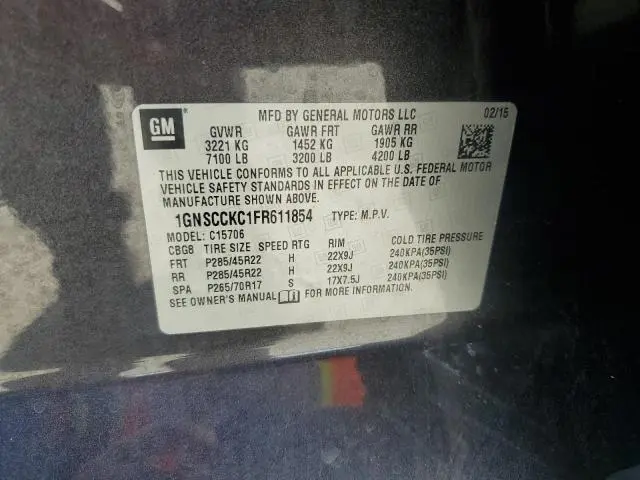 GM
MFD BY GENERAL MOTORS LLC 02/15
GVWR GAWR FRT GAWR RR
3221 KG 1452 KG 1905 KG
7100 LB 3200 LB 4200 LB
THIS VEHICLE CONFORMS TO ALL APPLICABLE U.S. FEDERAL MOTOR
VEHICLE SAFETY STANDARDS IN EFFECT ON THE DATE OF
MANUFACTURE SHOWN ABOVE.
1GNSCCKC1FR611854 TYPE: M.P.V.
MODEL: C15706
CBG8 TIRE SIZE SPEED RTG RIM COLD TIRE PRESSURE
FRT P285/45R22 H 22X9J 240KPA(35PSI)
RR P285/45R22 H 22X9J 240KPA(35PSI)
SPA P265/70R17 S 17X7.5J 240KPA(35PSI)
SEE OWNER'S MANUAL FOR MORE INFORMATION.